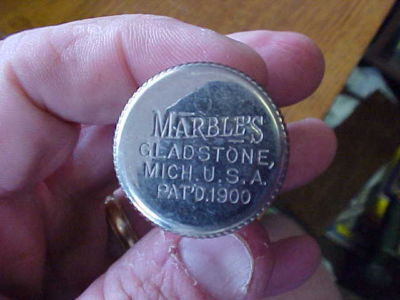 MARBLE'S
GLADSTONE,
MICH. U.S.A.
PAT'D. 1900